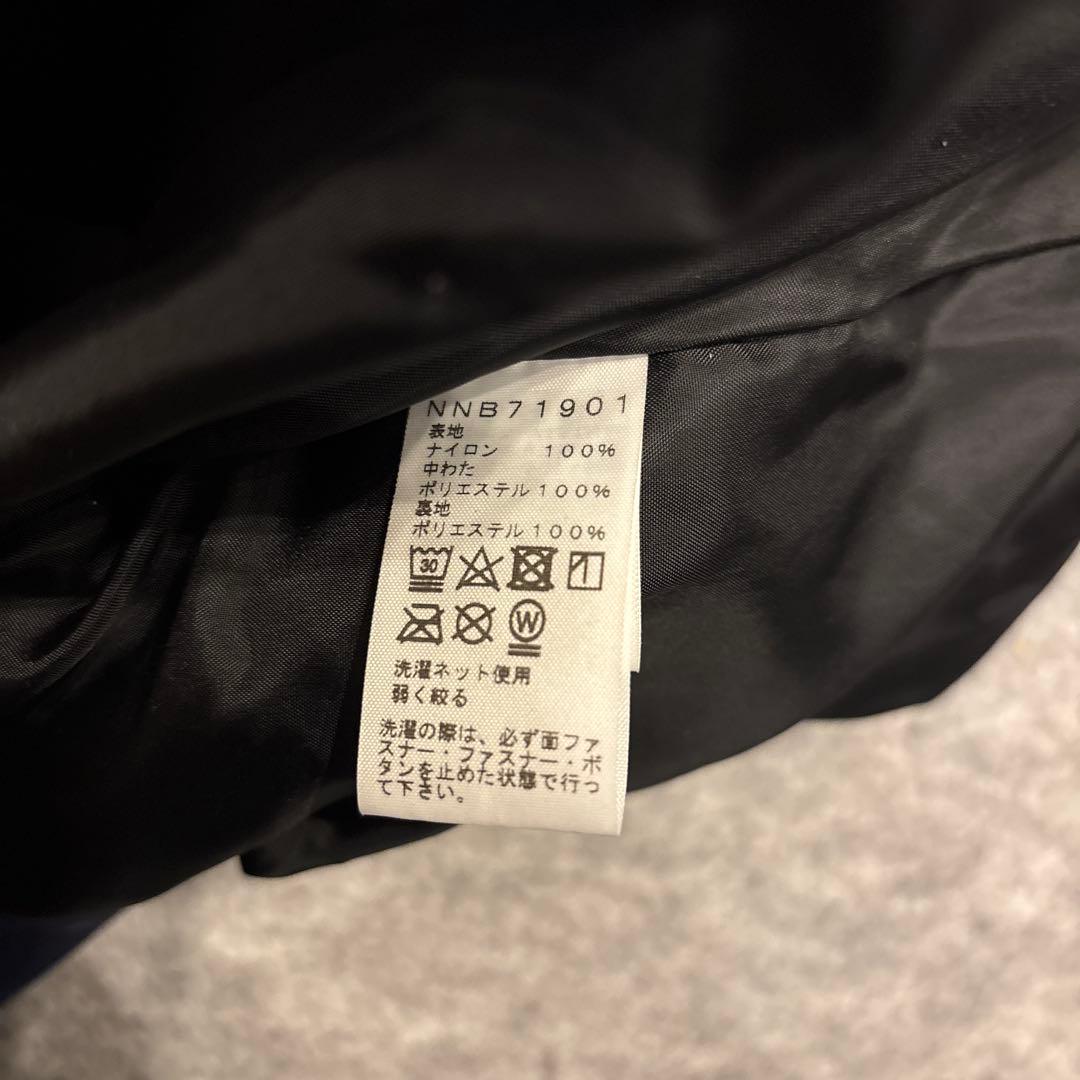 NNB71901
表地
ナイロン 100%
中わた
ポリエステル100%
裏地
ポリエステル100%
30
W
洗濯ネット使用
弱く絞る
洗濯の際は、必ず面ファ
スナー・ファスナー・ボ
タンを止めた状態で行っ
て下さい。